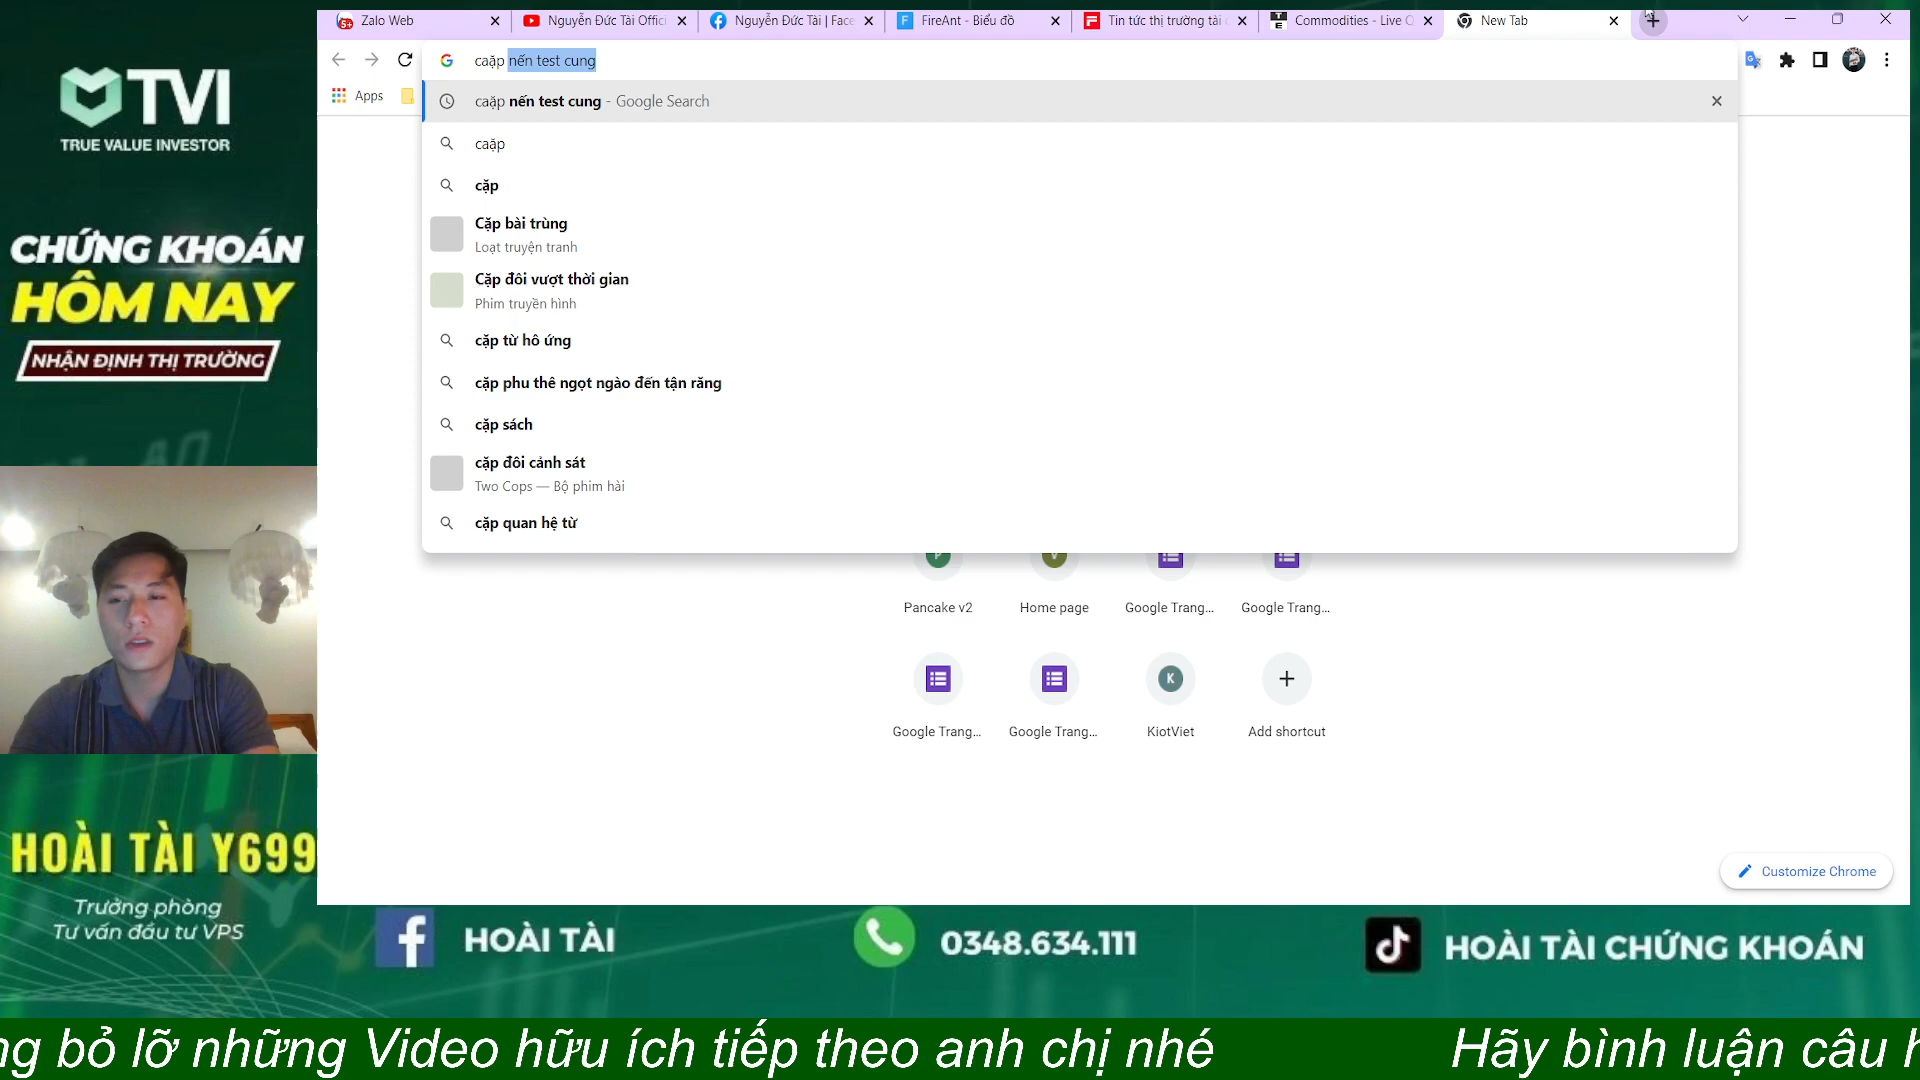 TVI
TRUE VALUE INVESTOR
CHỨNG KHOÁN
HÔM NAY
NHẬN ĐỊNH THỊ TRƯỜNG
HOÀI TÀI Y699
Trưởng phòng
Tư vấn đầu tư VPS
5+ Zalo Web
Nguyễn Đức Tài Offici
Nguyễn Đức Tài | Face
FireAnt - Biểu đồ
Tin tức thị trường tài c
Commodities - Live
New Tab
caặp nến test cung
Apps
caặp nến test cung - Google Search
caặp
cặp
Cặp bài trùng
Loạt truyện tranh
Cặp đôi vượt thời gian
Phim truyền hình
cặp từ hô ứng
cặp phu thê ngọt ngào đến tận răng
cặp sách
cặp đôi cảnh sát
Two Cops — Bộ phim hài
cặp quan hệ từ
Pancake v2
Home page
Google Trang...
Google Trang...
Google Trang...
Google Trang...
K
KiotViet
Add shortcut
Customize Chrome
HOÀI TÀI
0348.634.111
HOÀI TÀI CHỨNG KHOÁN
ng bỏ lỡ những Video hữu ích tiếp theo anh chị nhé
Hãy bình luận câu h